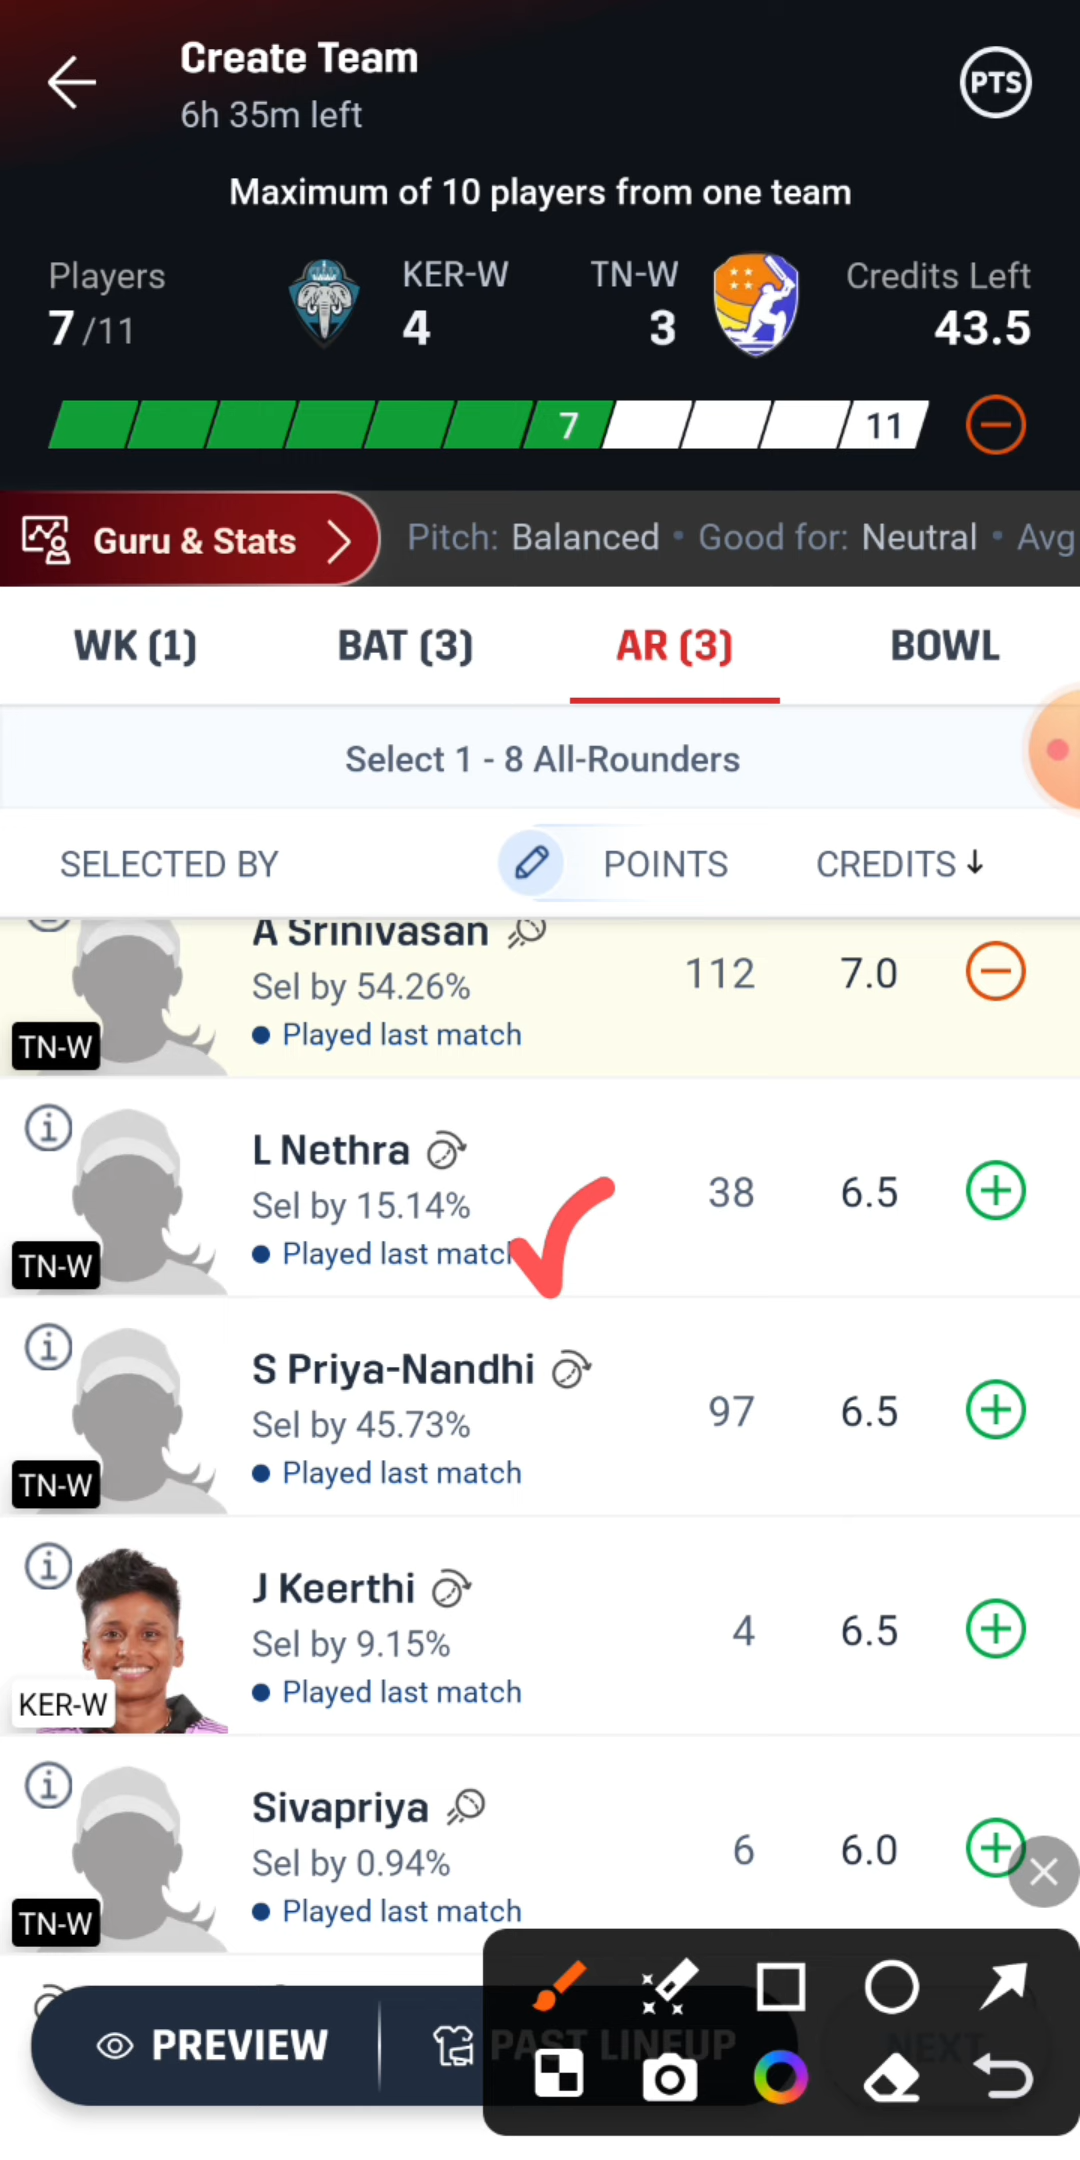 Create Team
6h 35m left
PTS
Maximum of 10 players from one team
Players
KER-W
TN-W
Credits Left
7 /11
4
3
43.5
7
11
Guru & Stats
Pitch: Balanced • Good for: Neutral • Avg
WK (1)
BAT (3)
AR (3)
BOWL
Select 1 - 8 All-Rounders
SELECTED BY
POINTS
CREDITS ↓
A Srinivasan
Sel by 54.26%
112
7.0
Played last match
TN-W
L Nethra
Sel by 15.14%
38
6.5
Played last match
TN-W
S Priya-Nandhi
Sel by 45.73%
97
6.5
Played last match
TN-W
J Keerthi
Sel by 9.15%
4
6.5
Played last match
KER-W
Sivapriya
Sel by 0.94%
6
6.0
Played last match
TN-W
PREVIEW
PAST LINEUP
NEXT